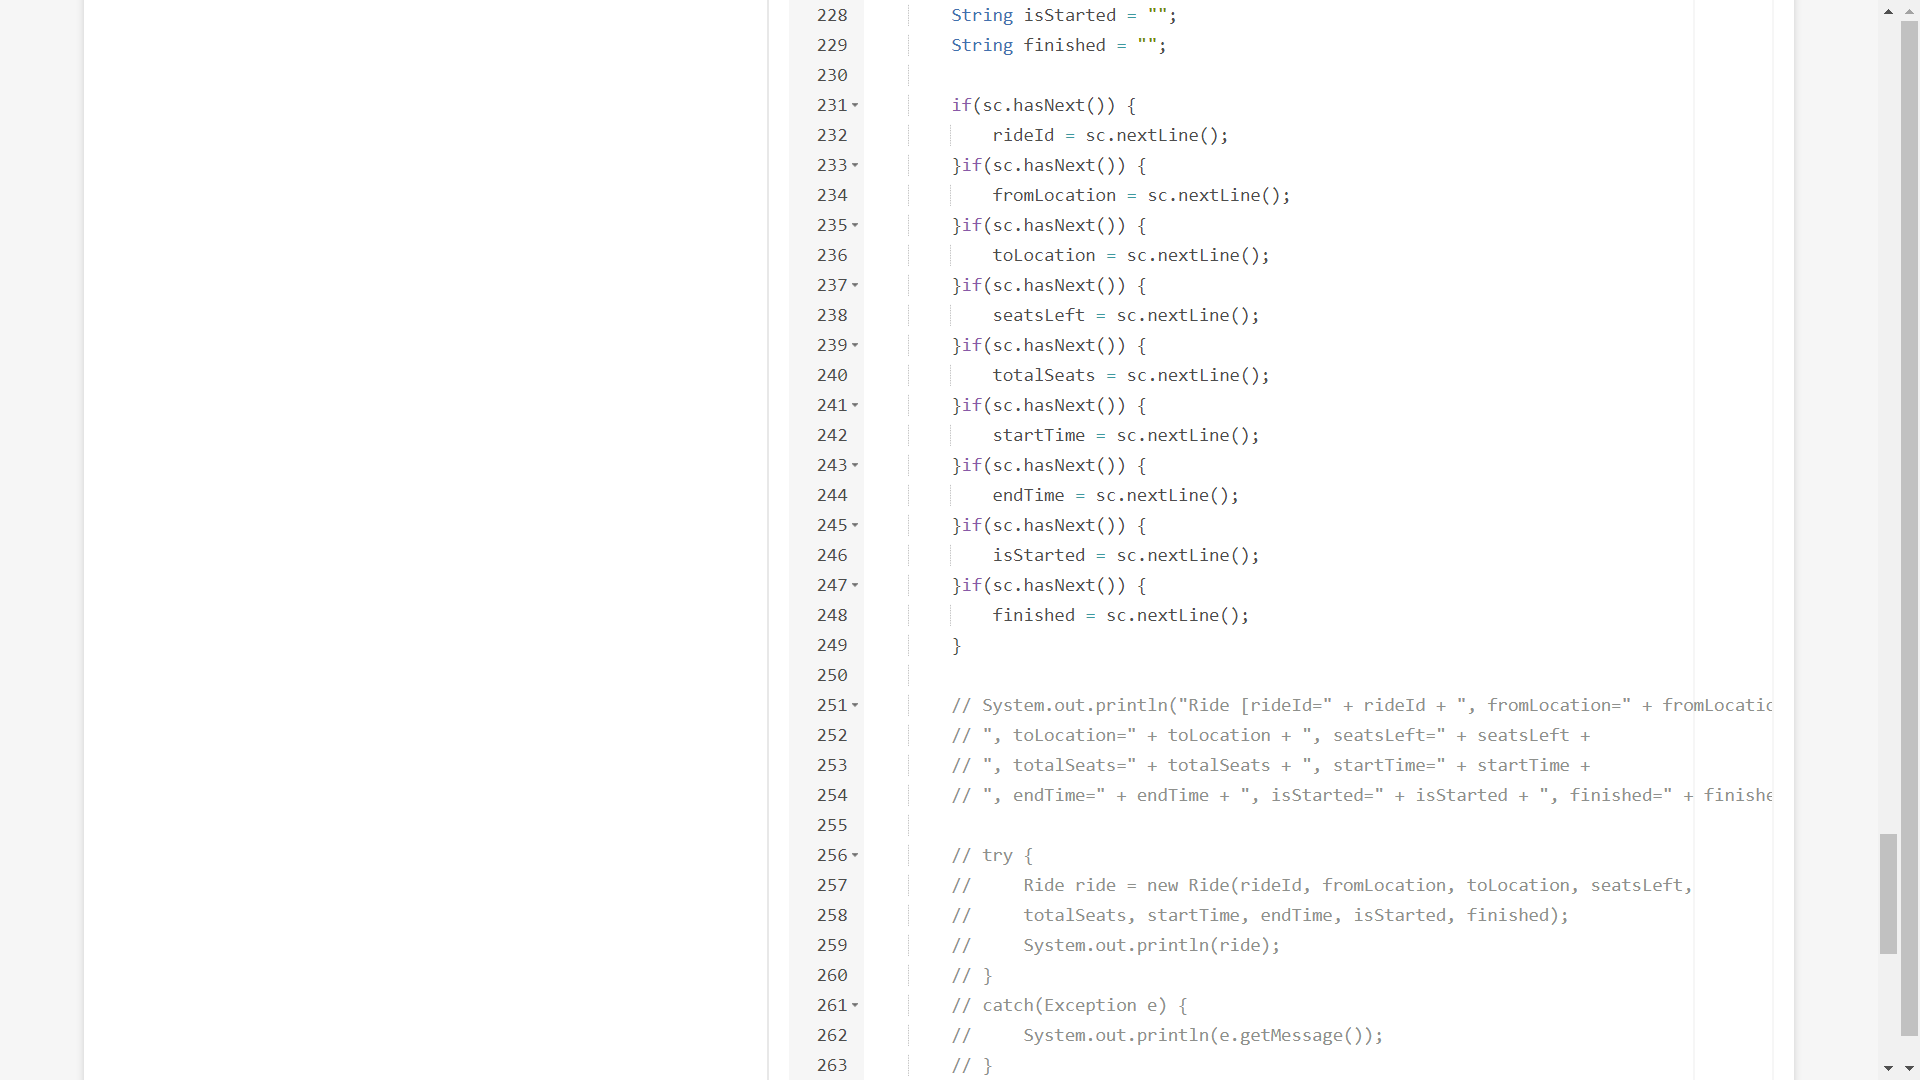 228 String isStarted = "";
229 String finished = "";
230
231 if(sc.hasNext()) {
232 rideId = sc.nextLine();
233 }if(sc.hasNext()) {
234 fromLocation = sc.nextLine();
235 }if(sc.hasNext()) {
236 toLocation = sc.nextLine();
237 }if(sc.hasNext()) {
238 seatsLeft = sc.nextLine();
239 }if(sc.hasNext()) {
240 totalSeats = sc.nextLine();
241 }if(sc.hasNext()) {
242 startTime = sc.nextLine();
243 }if(sc.hasNext()) {
244 endTime = sc.nextLine();
245 }if(sc.hasNext()) {
246 isStarted = sc.nextLine();
247 }if(sc.hasNext()) {
248 finished = sc.nextLine();
249 }
250
251 // System.out.println("Ride [rideId=" + rideId + ", fromLocation=" + fromLocatic
252 // ", toLocation=" + toLocation + ", seatsLeft=" + seatsLeft +
253 // ", totalSeats=" + totalSeats + ", startTime=" + startTime +
254 // ", endTime=" + endTime + ", isStarted=" + isStarted + ", finished=" + finishe
255
256 // try {
257 // Ride ride = new Ride(rideId, fromLocation, toLocation, seatsLeft,
258 // totalSeats, startTime, endTime, isStarted, finished);
259 // System.out.println(ride);
260 // }
261 // catch(Exception e) {
262 // System.out.println(e.getMessage());
263 // }